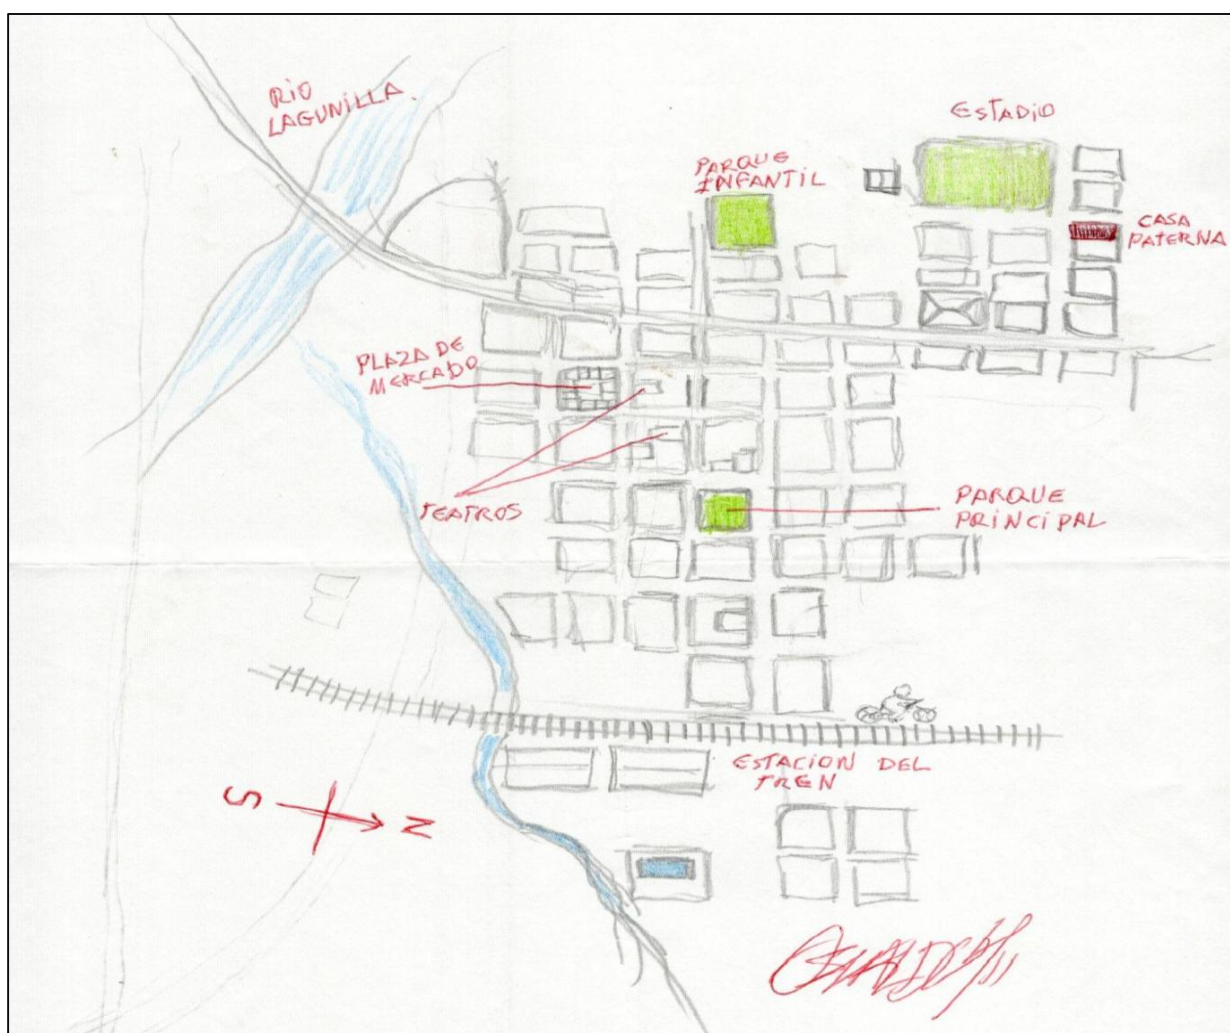 RIO
LAGUNILLA.
ESTADIO
PARQUE
INFANTIL
CASA
PATERNA
PLAZA DE
MERCADO
TEATROS
PARQUE
PRINCIPAL
ESTACION DEL
TREN
S
N